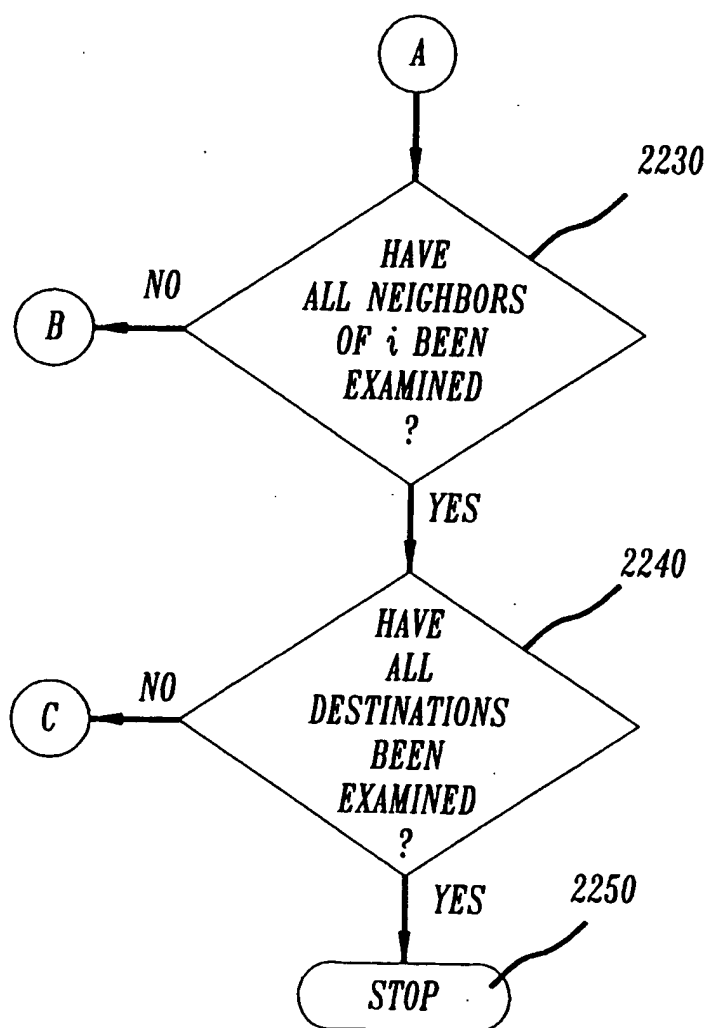 A
2230
HAVE
ALL NEIGHBORS
OF i BEEN
EXAMINED
?
NO
B
YES
2240
HAVE
ALL
DESTINATIONS
BEEN
EXAMINED
?
NO
C
YES
2250
STOP